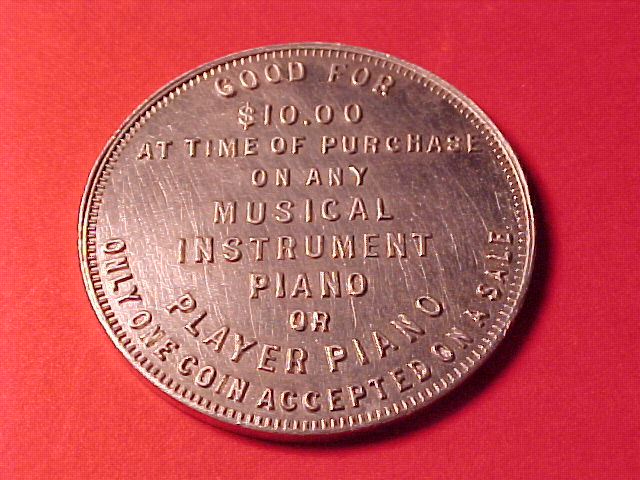 GOOD FOR
$10.00
AT TIME OF PURCHASE
ON ANY
MUSICAL
INSTRUMENT
PIANO
OR
PLAYER PIANO
ONLY ONE COIN ACCEPTED ON A SALE.